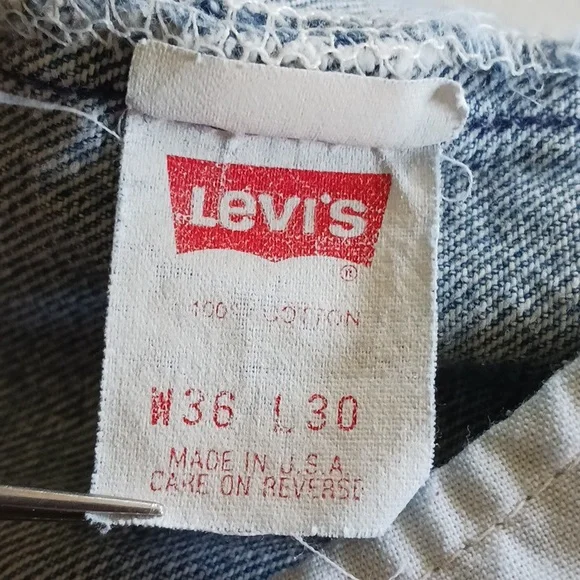 Levi's
®
100% COTTON
W36 L30
MADE IN U.S.A.
CARE ON REVERSE